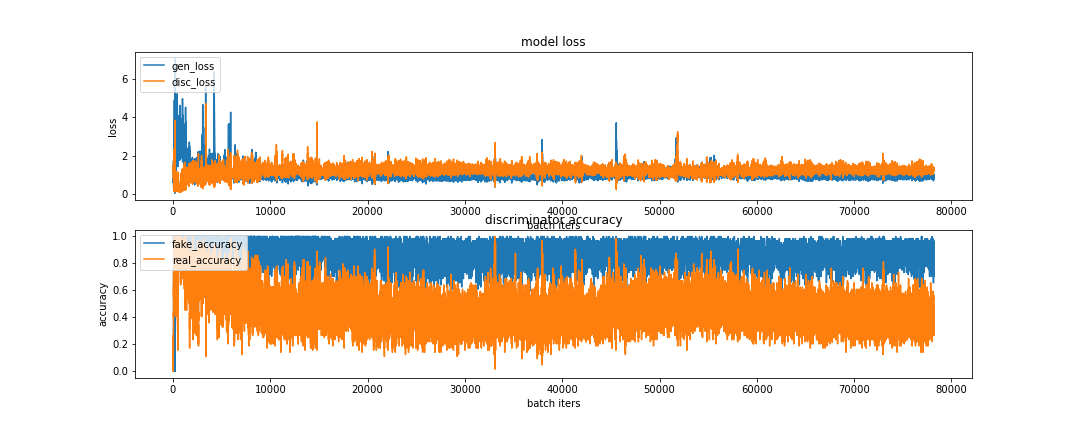 model loss
gen_loss
disc_loss
loss
6
4
2
0
0 10000 20000 30000 40000 50000 60000 70000 80000
batch iters
discriminator accuracy
fake_accuracy
real_accuracy
accuracy
1.0
0.8
0.6
0.4
0.2
0.0
0 10000 20000 30000 40000 50000 60000 70000 80000
batch iters